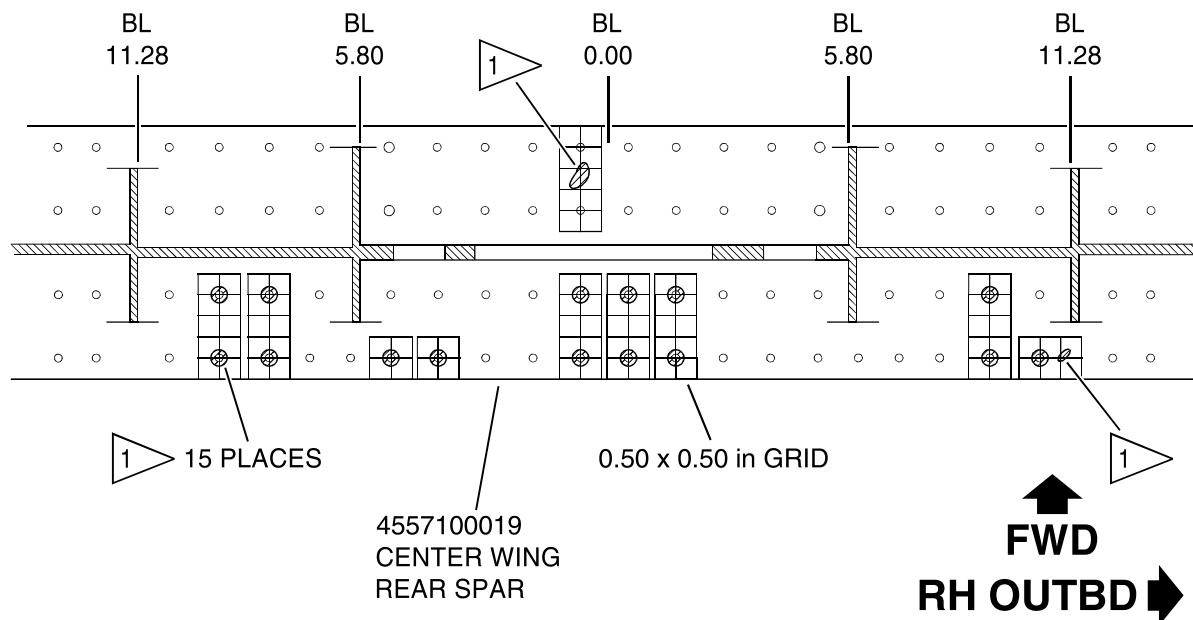 BL
11.28
BL
5.80
BL
0.00
BL
5.80
BL
11.28
1
1 15 PLACES
0.50 x 0.50 in GRID
1
4557100019
CENTER WING
REAR SPAR
FWD
RH OUTBD